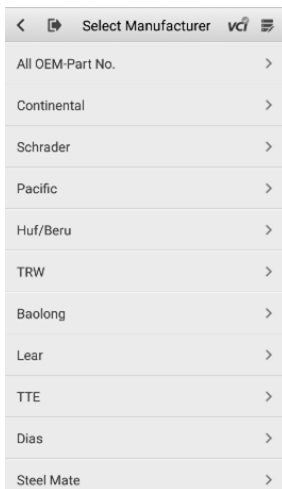 Select Manufacturer VCI
All OEM-Part No.
Continental
Schrader
Pacific
Huf/Beru
TRW
Baolong
Lear
TTE
Dias
Steel Mate